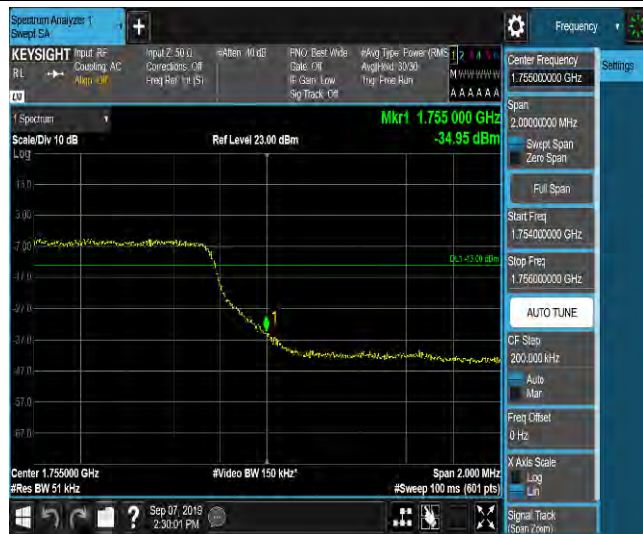 Spectrum Analyzer 1
Swept SA
Frequency
KEYSIGHT
RL
Input: RF
Coupling: AC
Align: Off
Input Z: 50 Ω
Corrections: Off
Freq Ref: Int (S)
#Atten: 40 dB
PNO: Best Wide
Gate: Off
IF Gain: Low
Sig Track: Off
#Avg Type: Power (RMS
Avg|Hold: 30/30
Trig: Free Run
M W W W W W
A A A A A A
1 Spectrum
Scale/Div 10 dB
Log
Ref Level 23.00 dBm
Mkr1 1.755 000 GHz
-34.95 dBm
13.0
3.00
-7.00
-17.0
-27.0
-37.0
-47.0
-57.0
-67.0
DL1 -13.00 dBm
1
Center 1.755000 GHz
#Res BW 51 kHz
#Video BW 150 kHz*
Span 2.000 MHz
#Sweep 100 ms (601 pts)
Center Frequency
1.755000000 GHz
Settings
Span
2.00000000 MHz
Swept Span
Zero Span
Full Span
Start Freq
1.754000000 GHz
Stop Freq
1.756000000 GHz
AUTO TUNE
CF Step
200.000 kHz
Auto
Man
Freq Offset
0 Hz
X Axis Scale
Log
Lin
Signal Track
(Span Zoom)
?
Sep 07, 2019
2:30:01 PM